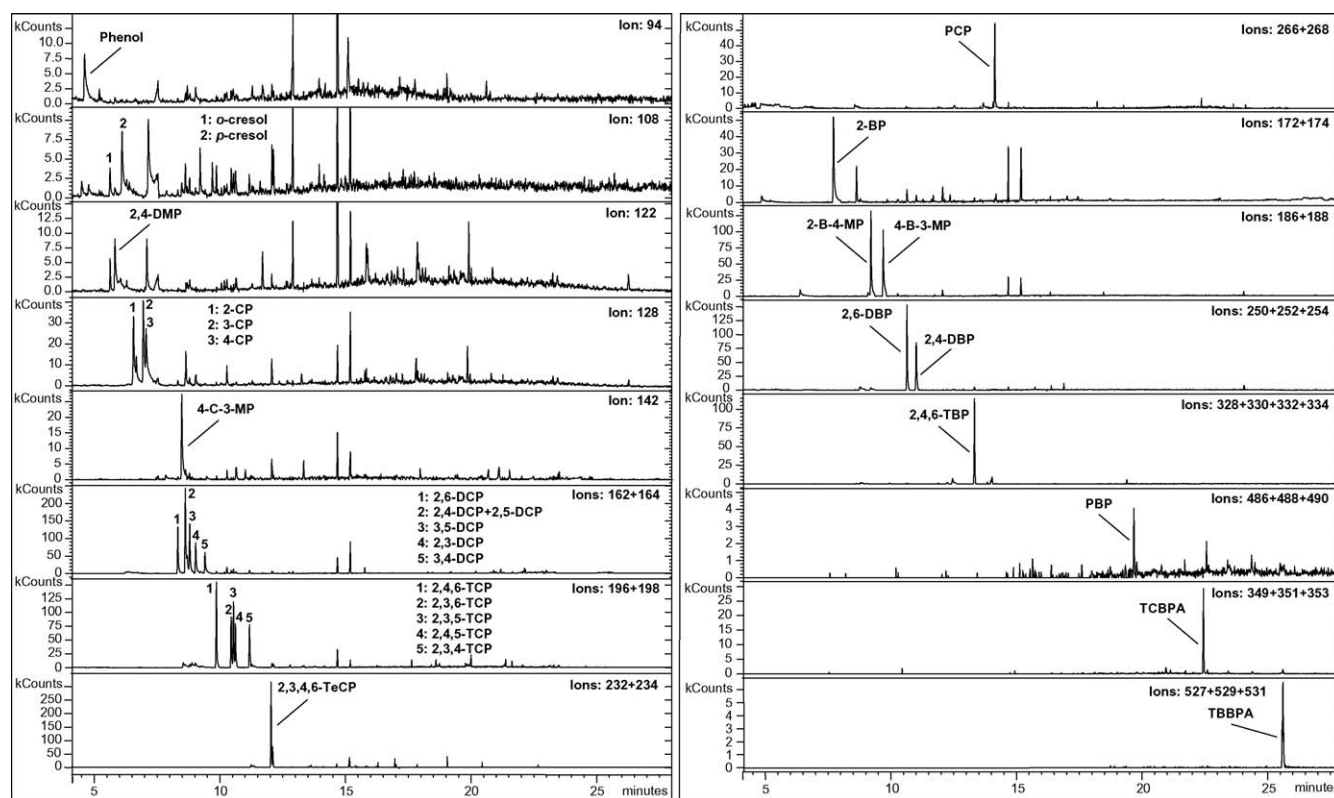 kCounts
Ion: 94
10.0
7.5
5.0
2.5
0.0
Phenol
kCounts
Ion: 108
7.5
5.0
2.5
0.0
1
2
1: o-cresol
2: p-cresol
kCounts
Ion: 122
12.5
10.0
7.5
5.0
2.5
0.0
2,4-DMP
kCounts
Ion: 128
30
20
10
0
1
2
3
1: 2-CP
2: 3-CP
3: 4-CP
kCounts
Ion: 142
25
20
15
10
5
0
4-C-3-MP
kCounts
Ions: 162+164
200
150
100
50
0
1
2
3
4
5
1: 2,6-DCP
2: 2,4-DCP+2,5-DCP
3: 3,5-DCP
4: 2,3-DCP
5: 3,4-DCP
kCounts
Ions: 196+198
125
100
75
50
25
0
1
2
3
4
5
1: 2,4,6-TCP
2: 2,3,6-TCP
3: 2,3,5-TCP
4: 2,4,5-TCP
5: 2,3,4-TCP
kCounts
Ions: 232+234
250
200
150
100
50
0
2,3,4,6-TeCP
5 10 15 20 25 minutes
kCounts
Ions: 266+268
50
40
30
20
10
0
PCP
kCounts
Ions: 172+174
50
40
30
20
10
0
2-BP
kCounts
Ions: 186+188
125
100
75
50
25
0
2-B-4-MP
4-B-3-MP
kCounts
Ions: 250+252+254
150
125
100
75
50
25
0
2,6-DBP
2,4-DBP
kCounts
Ions: 328+330+332+334
100
75
50
25
0
2,4,6-TBP
kCounts
Ions: 486+488+490
4
3
2
1
0
PBP
kCounts
Ions: 349+351+353
25
20
15
10
5
0
TCBPA
kCounts
Ions: 527+529+531
5
4
3
2
1
0
TBBPA
5 10 15 20 25 minutes